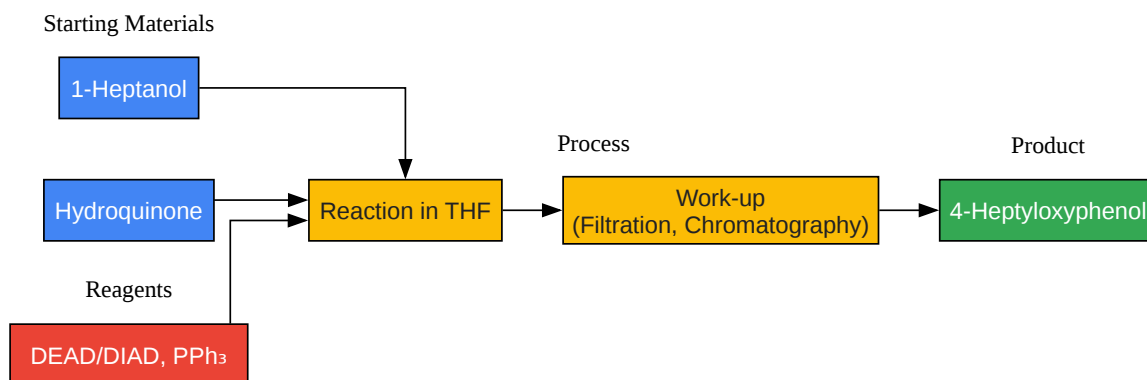 Starting Materials
1-Heptanol
Process
Product
Hydroquinone
Reaction in THF
Work-up
(Filtration, Chromatography)
4-Heptyloxyphenol
Reagents
DEAD/DIAD, PPh₃